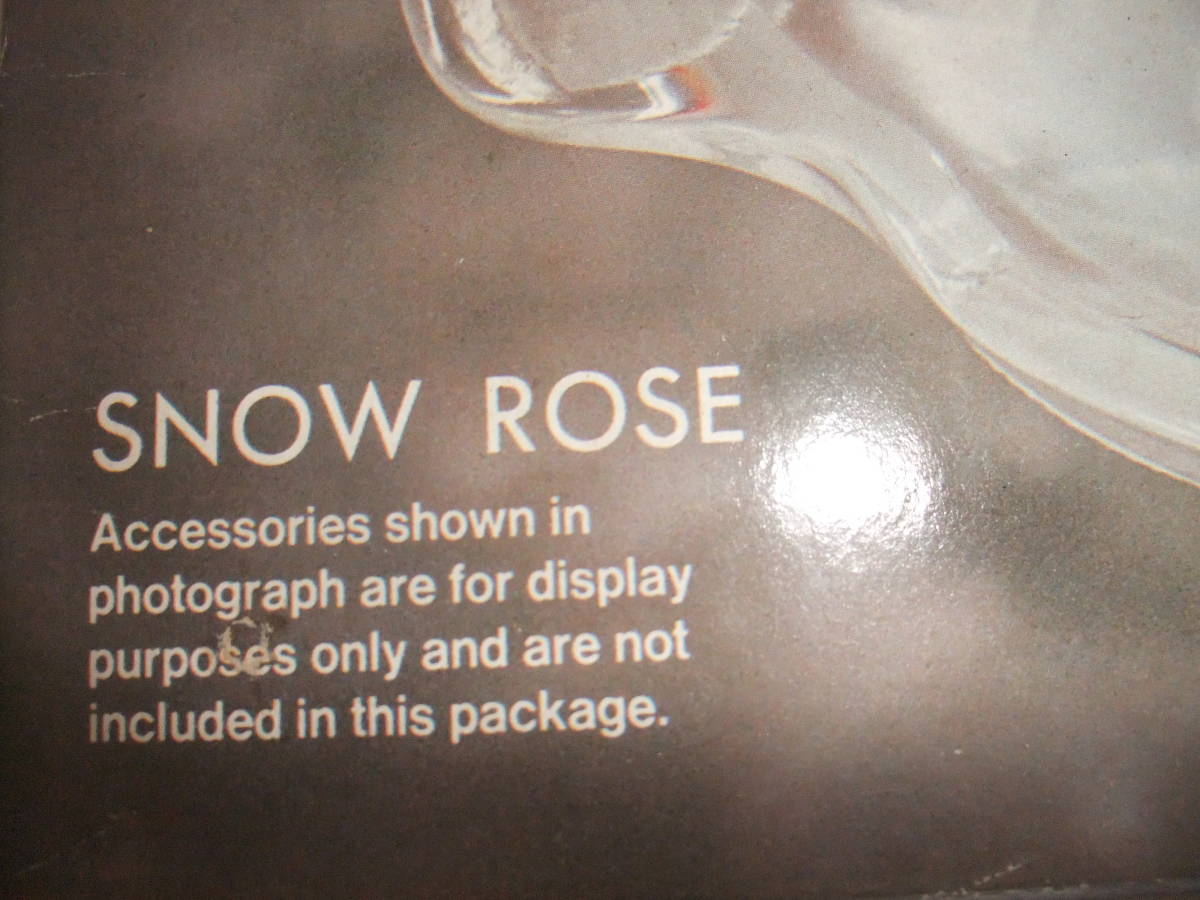 SNOW ROSE
Accessories shown in
photograph are for display
purposes only and are not
included in this package.